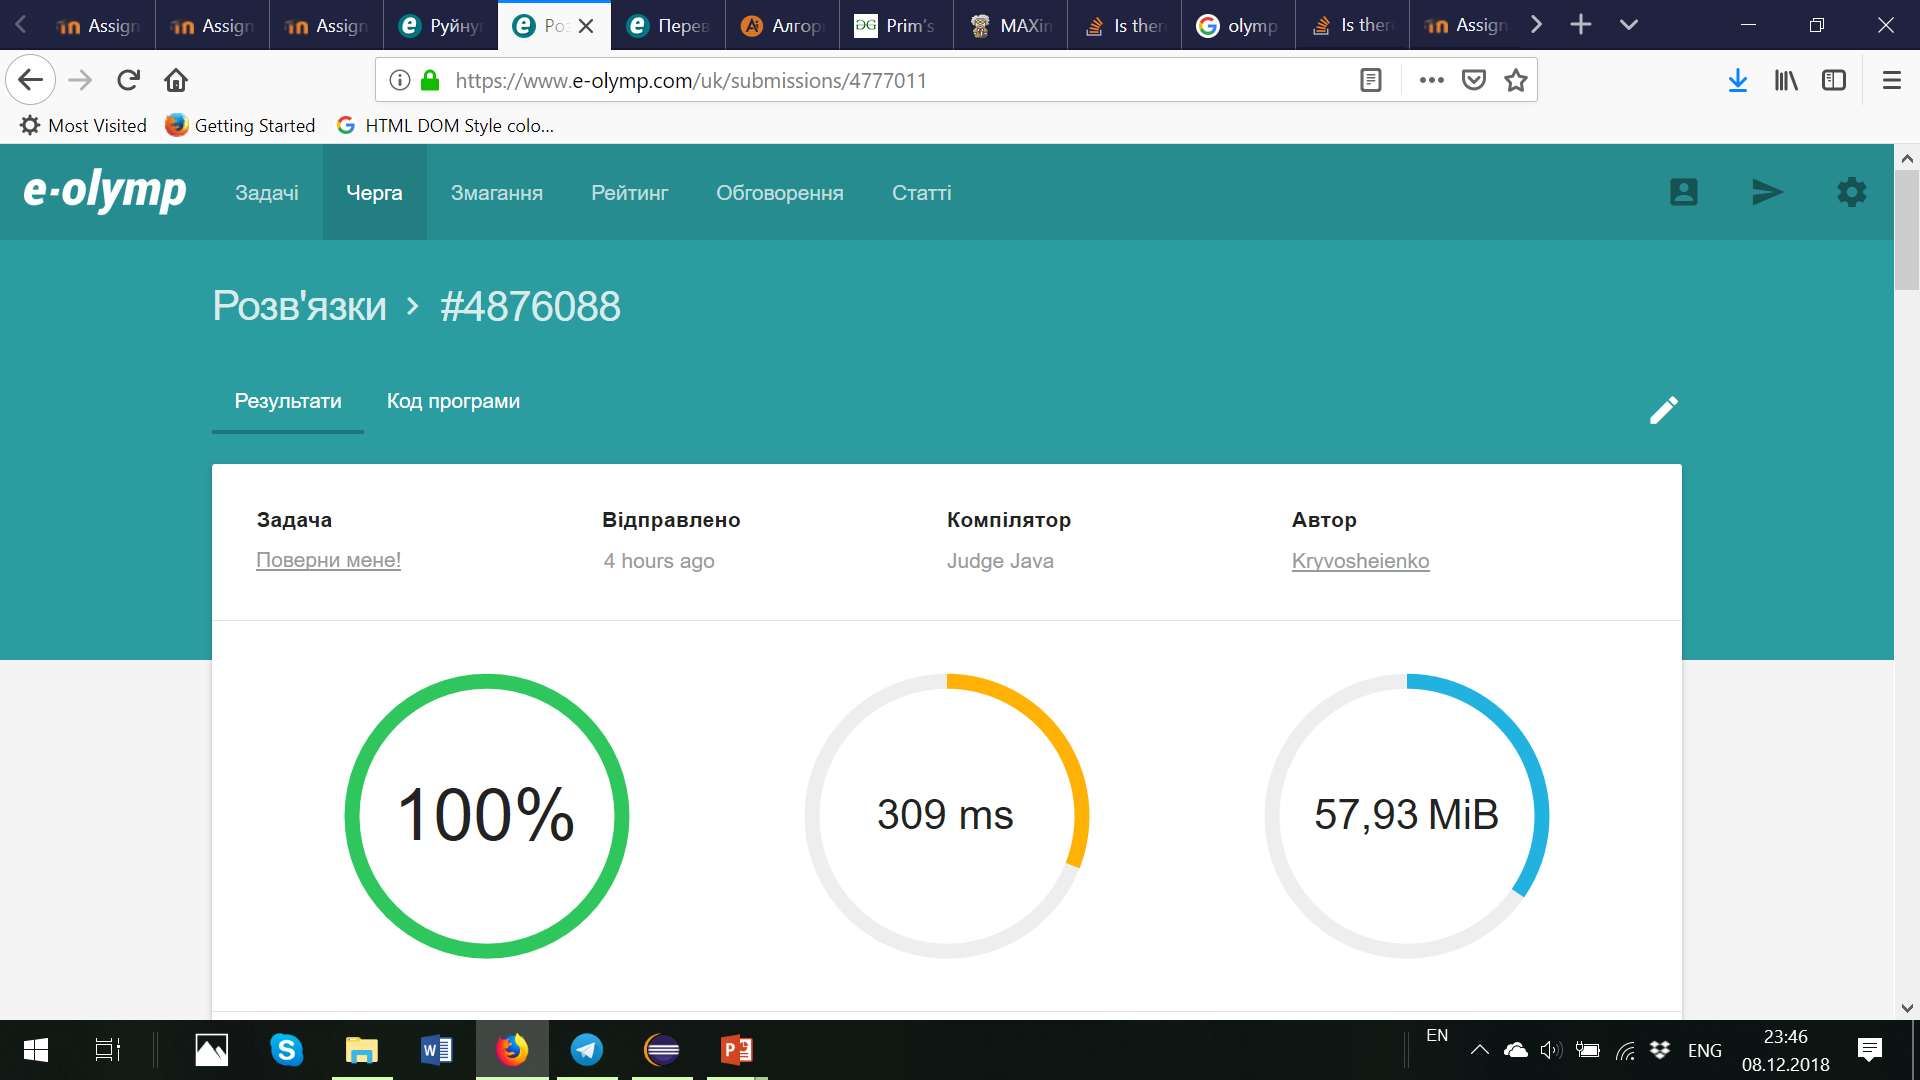 Assign Assign Assign Руйну Ро Перев Алгор Prim's MAXim Is ther olymp Is ther Assign
https://www.e-olymp.com/uk/submissions/4777011
Most Visited Getting Started HTML DOM Style colo...
e-olymp Задачі Черга Змагання Рейтинг Обговорення Статті
Розв'язки > #4876088
Результати Код програми
Задача Відправлено Компілятор Автор
Поверни мене! 4 hours ago Judge Java Kryvosheienko
100% 309 ms 57,93 MiB
EN ENG 23:46
08.12.2018